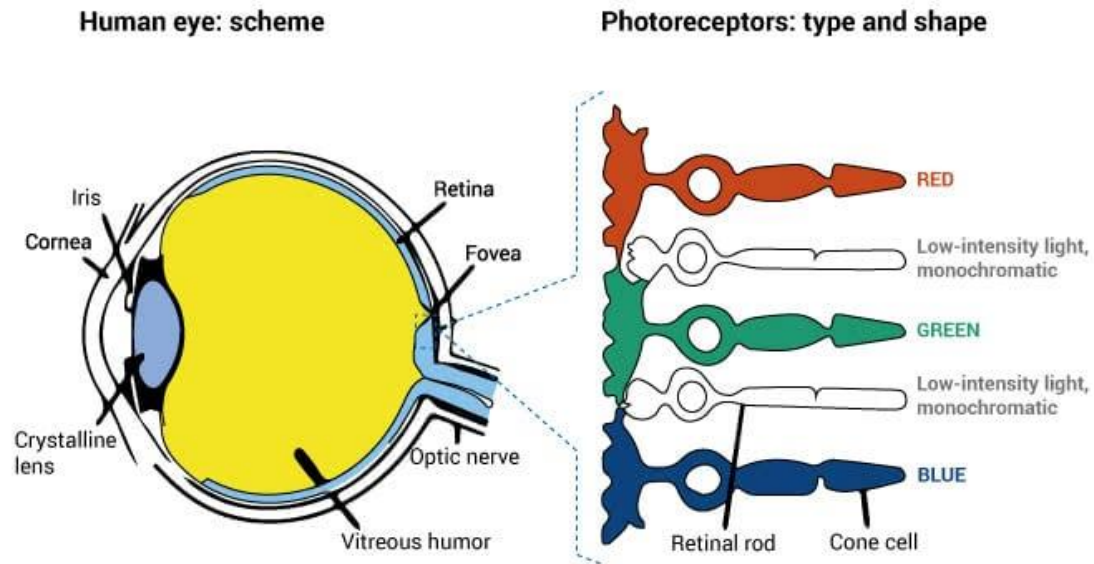 Human eye: scheme
Photoreceptors: type and shape
Iris
Cornea
Retina
Fovea
Crystalline
lens
Optic nerve
Vitreous humor
RED
Low-intensity light,
monochromatic
GREEN
Low-intensity light,
monochromatic
BLUE
Retinal rod
Cone cell